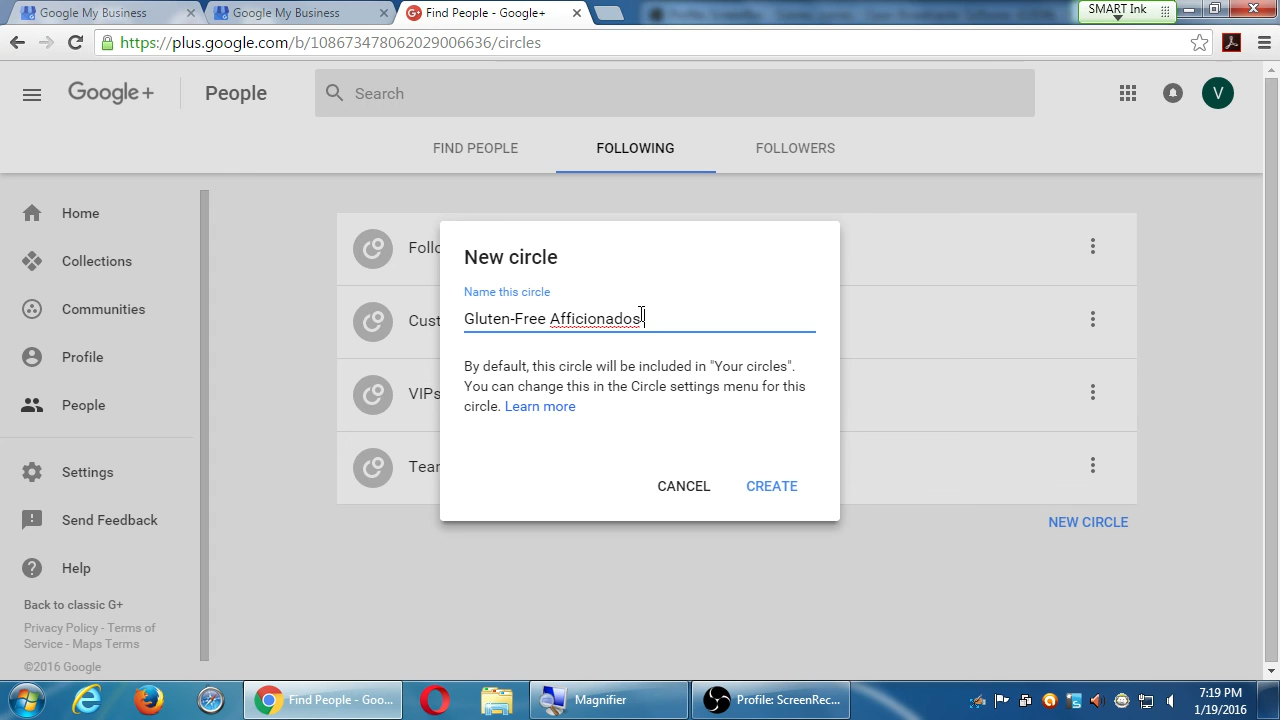 Google My Business
Google My Business
Find People - Google+
SMART Ink
https://plus.google.com/b/108673478062029006636/circles
Google+
People
Search
V
FIND PEOPLE
FOLLOWING
FOLLOWERS
Home
Collections
Communities
Profile
People
Settings
Send Feedback
Help
Back to classic G+
Privacy Policy - Terms of
Service - Maps Terms
©2016 Google
Follo
Cust
VIPs
Tear
New circle
Name this circle
Gluten-Free Afficionados
By default, this circle will be included in "Your circles".
You can change this in the Circle settings menu for this
circle. Learn more
CANCEL
CREATE
NEW CIRCLE
Find People - Goo...
Magnifier
Profile: ScreenRec...
7:19 PM
1/19/2016